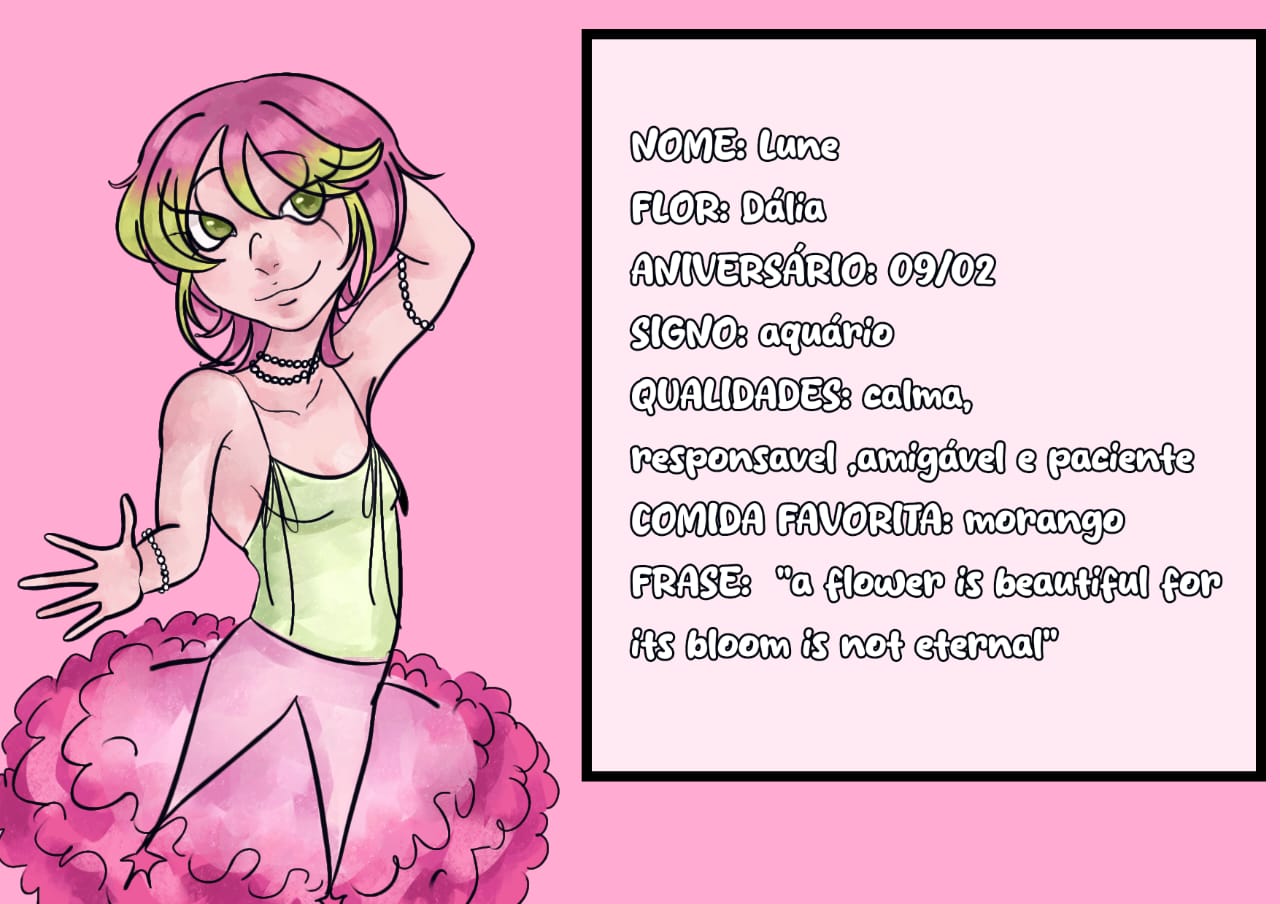 NOME: Lune
FLOR: Dália
ANIVERSÁRIO: 09/02
SIGNO: aquário
QUALIDADES: calma,
responsavel ,amigável e paciente
COMIDA FAVORITA: morango
FRASE:  "a flower is beautiful for
its bloom is not eternal"